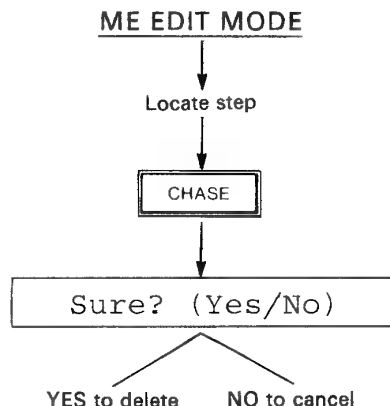 ME EDIT MODE
Locate step
CHASE
Sure? (Yes/No)
YES to delete NO to cancel